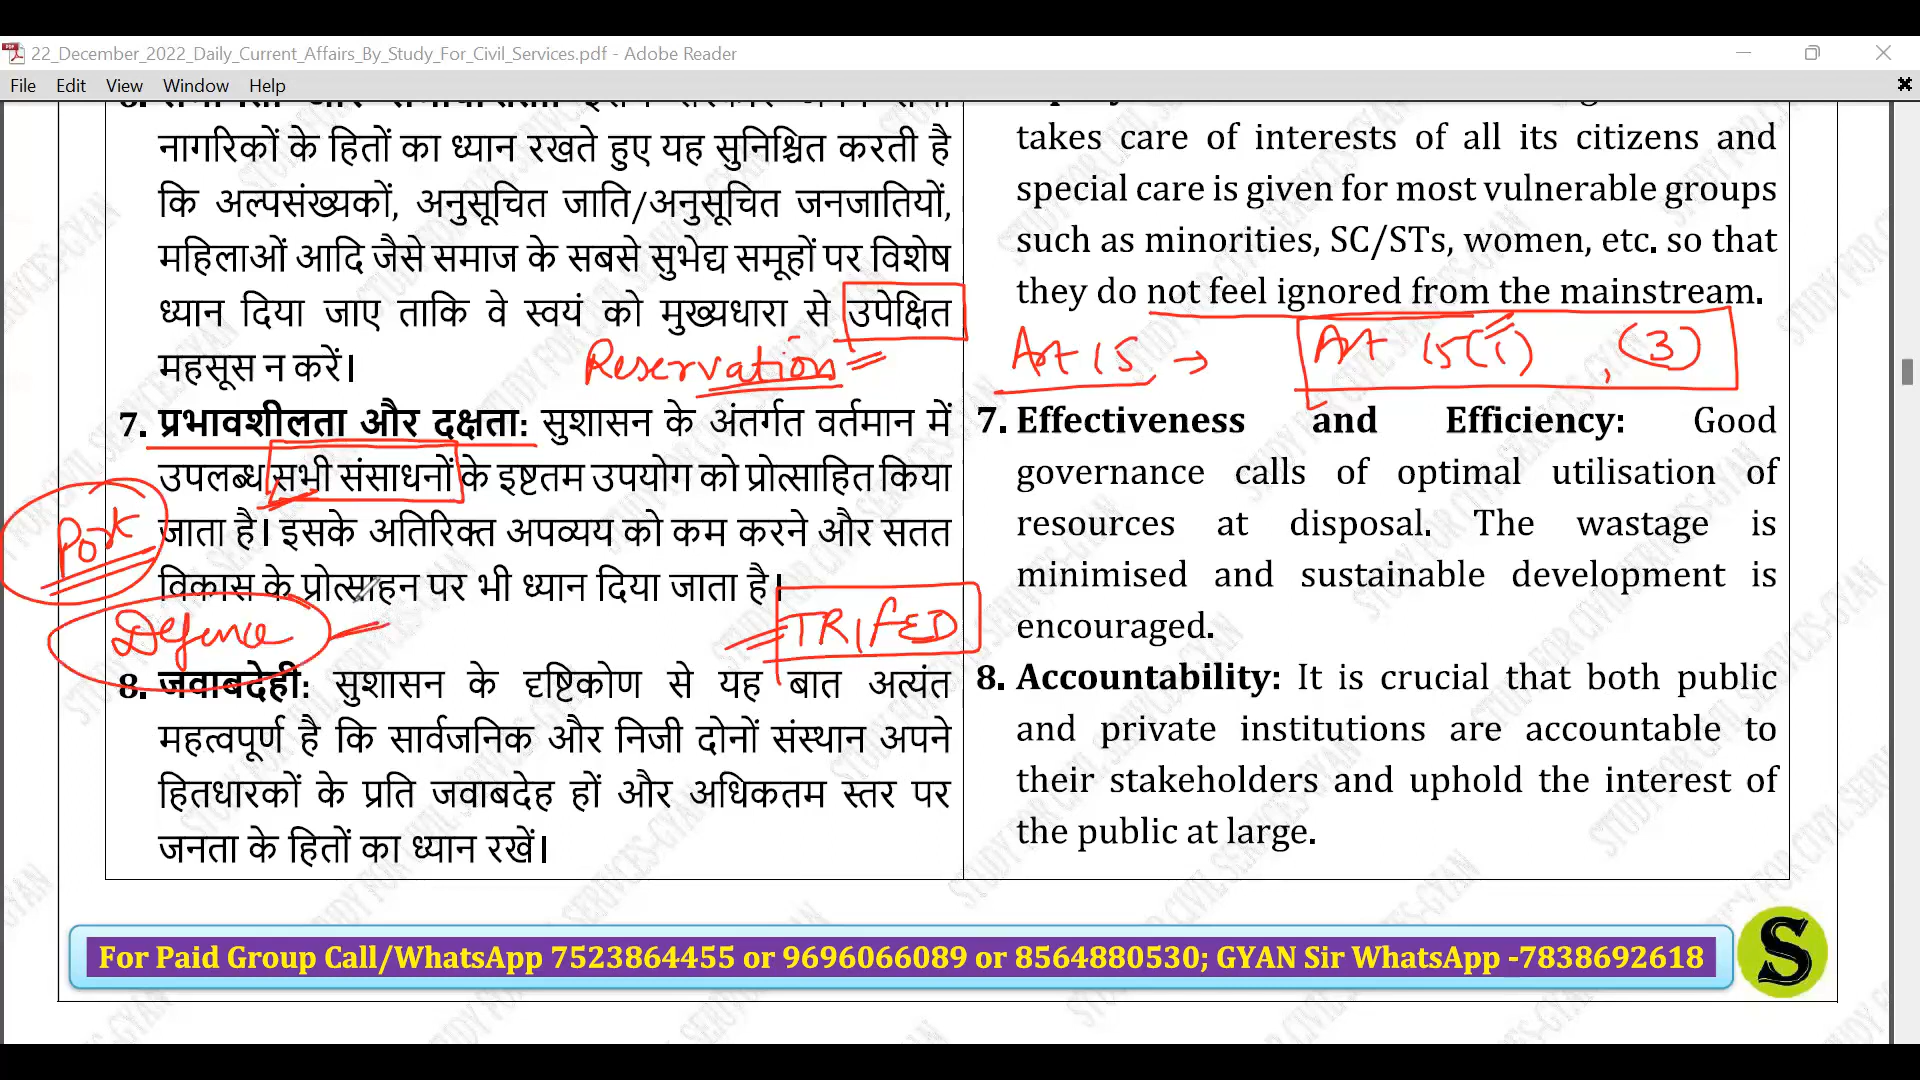 22_December_2022_Daily_Current_Affairs_By_Study_For_Civil_Services.pdf - Adobe Reader
File Edit View Window Help
नागरिकों के हितों का ध्यान रखते हुए यह सुनिश्चित करती है
कि अल्पसंख्यकों, अनुसूचित जाति/अनुसूचित जनजातियों,
महिलाओं आदि जैसे समाज के सबसे सुभेद्य समूहों पर विशेष
ध्यान दिया जाए ताकि वे स्वयं को मुख्यधारा से उपेक्षित
महसूस न करें।
Reservation
7. प्रभावशीलता और दक्षता: सुशासन के अंतर्गत वर्तमान में
उपलब्ध सभी संसाधनों के इष्टतम उपयोग को प्रोत्साहित किया
जाता है। इसके अतिरिक्त अपव्यय को कम करने और सतत
विकास के प्रोत्साहन पर भी ध्यान दिया जाता है।
Defence
TRIFED
8. जवाबदेही: सुशासन के दृष्टिकोण से यह बात अत्यंत
महत्वपूर्ण है कि सार्वजनिक और निजी दोनों संस्थान अपने
हितधारकों के प्रति जवाबदेह हों और अधिकतम स्तर पर
जनता के हितों का ध्यान रखें।
takes care of interests of all its citizens and
special care is given for most vulnerable groups
such as minorities, SC/STs, women, etc. so that
they do not feel ignored from the mainstream.
Art 15 → Art 15(1), (3)
7. Effectiveness and Efficiency: Good
governance calls of optimal utilisation of
resources at disposal. The wastage is
minimised and sustainable development is
encouraged.
8. Accountability: It is crucial that both public
and private institutions are accountable to
their stakeholders and uphold the interest of
the public at large.
For Paid Group Call/WhatsApp 7523864455 or 9696066089 or 8564880530; GYAN Sir WhatsApp -7838692618
S
STUDY FOR CIVIL SERVICES-GYAN